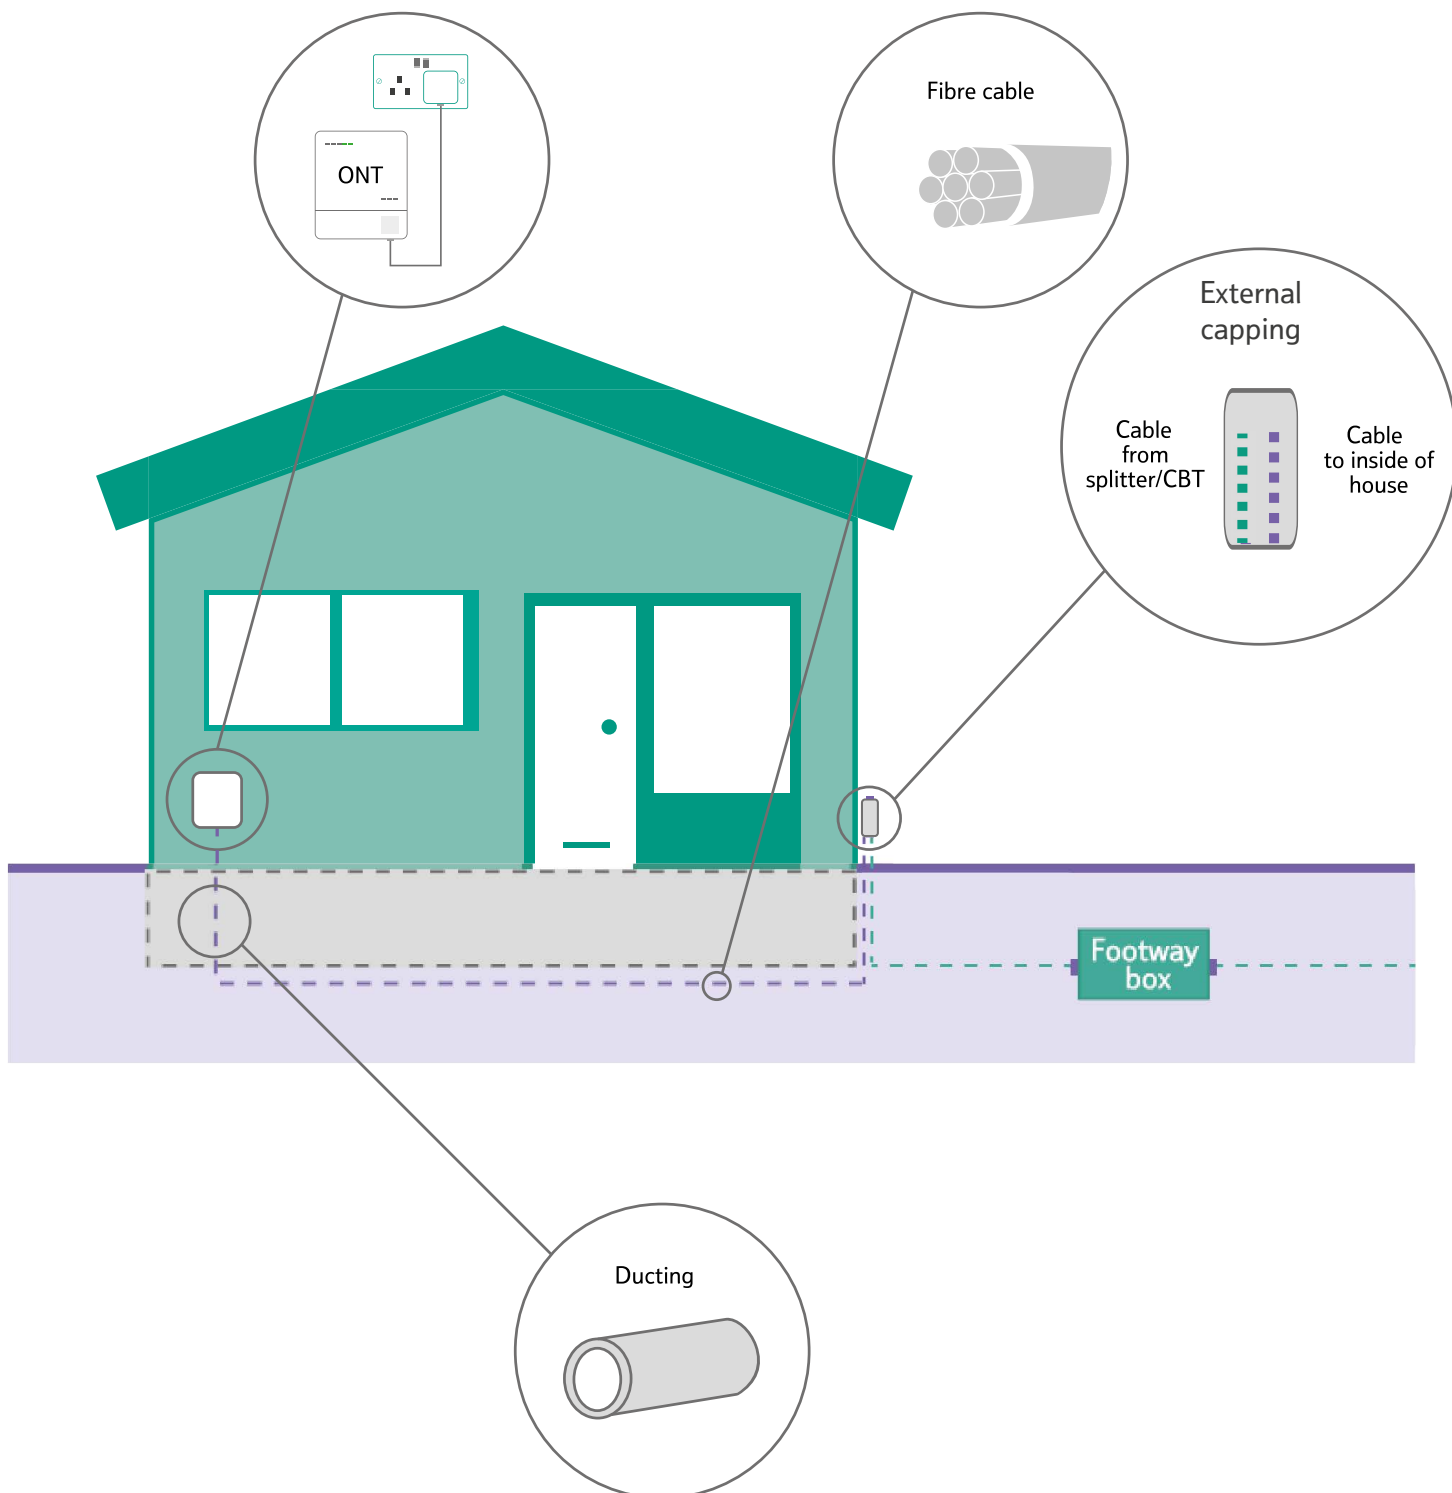 ONT
Fibre cable
External
capping
Cable
from
splitter/CBT
Cable
to inside of
house
Footway
box
Ducting